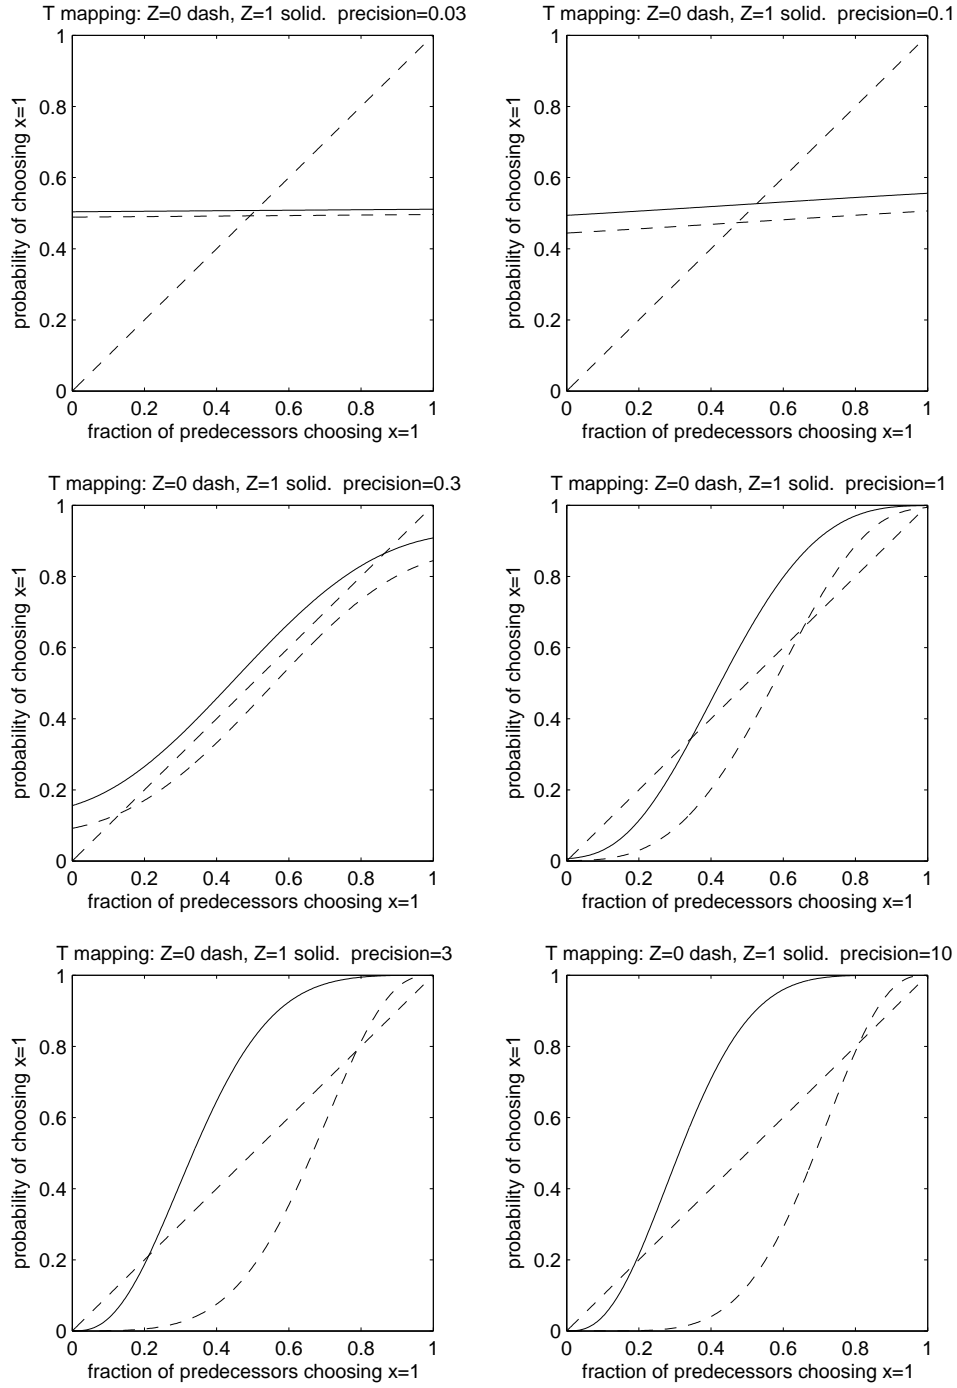 T mapping: Z=0 dash, Z=1 solid. precision=0.03
1
0.8
0.6
0.4
0.2
0
probability of choosing x=1
0 0.2 0.4 0.6 0.8 1
fraction of predecessors choosing x=1
T mapping: Z=0 dash, Z=1 solid. precision=0.1
1
0.8
0.6
0.4
0.2
0
probability of choosing x=1
0 0.2 0.4 0.6 0.8 1
fraction of predecessors choosing x=1
T mapping: Z=0 dash, Z=1 solid. precision=0.3
1
0.8
0.6
0.4
0.2
0
probability of choosing x=1
0 0.2 0.4 0.6 0.8 1
fraction of predecessors choosing x=1
T mapping: Z=0 dash, Z=1 solid. precision=1
1
0.8
0.6
0.4
0.2
0
probability of choosing x=1
0 0.2 0.4 0.6 0.8 1
fraction of predecessors choosing x=1
T mapping: Z=0 dash, Z=1 solid. precision=3
1
0.8
0.6
0.4
0.2
0
probability of choosing x=1
0 0.2 0.4 0.6 0.8 1
fraction of predecessors choosing x=1
T mapping: Z=0 dash, Z=1 solid. precision=10
1
0.8
0.6
0.4
0.2
0
probability of choosing x=1
0 0.2 0.4 0.6 0.8 1
fraction of predecessors choosing x=1